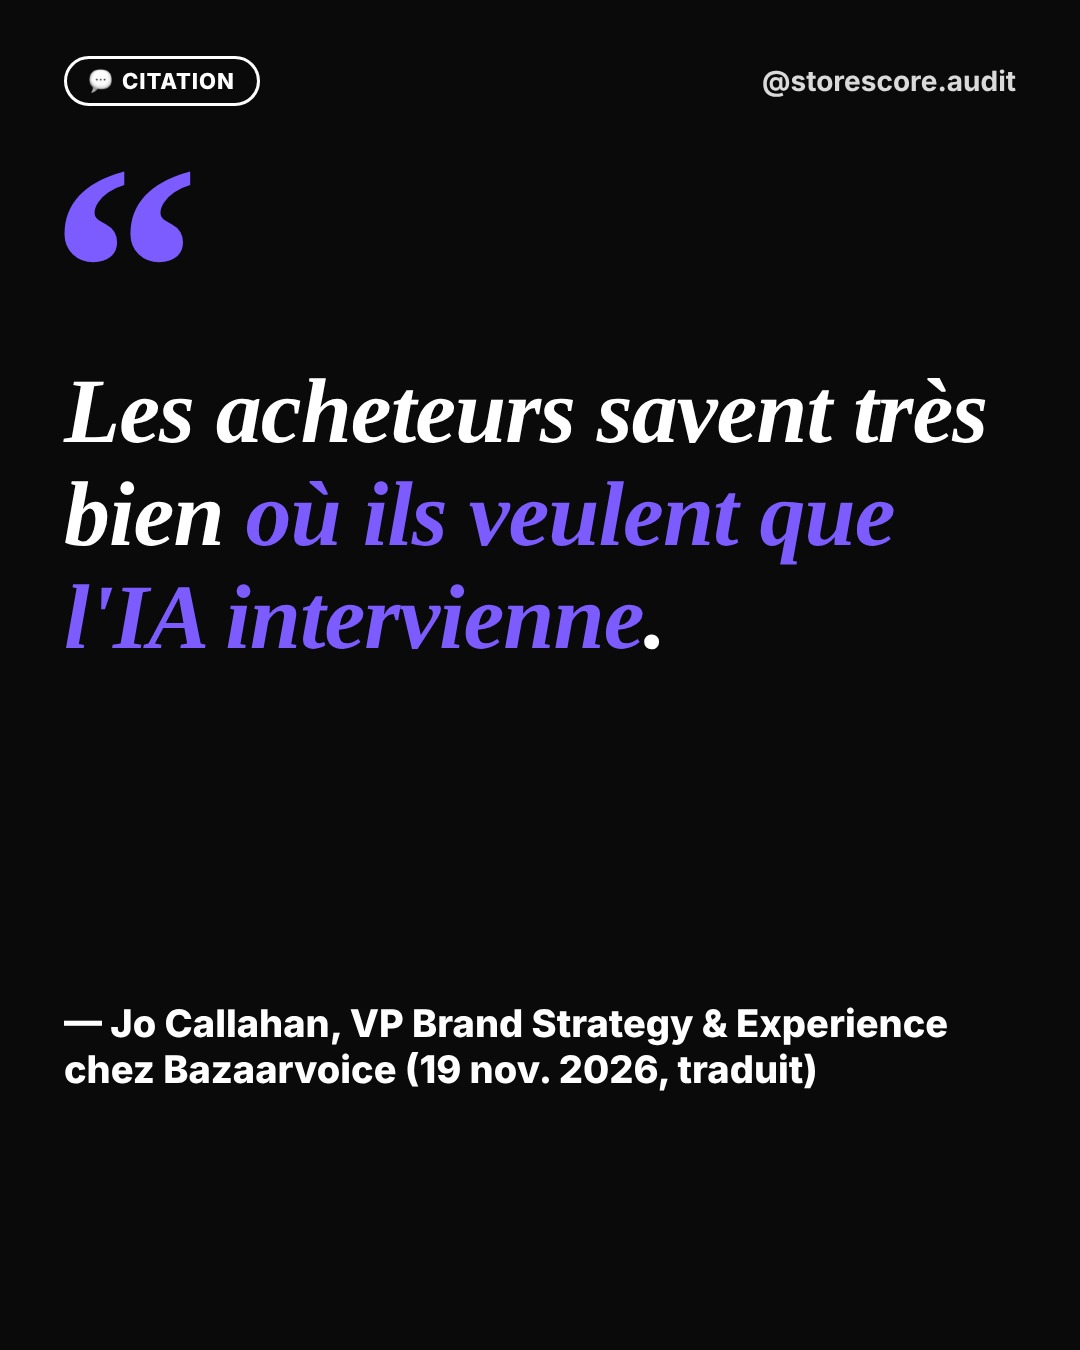 💬 CITATION
@storescore.audit
“
Les acheteurs savent très
bien où ils veulent que
l'IA intervienne.
— Jo Callahan, VP Brand Strategy & Experience
chez Bazaarvoice (19 nov. 2026, traduit)